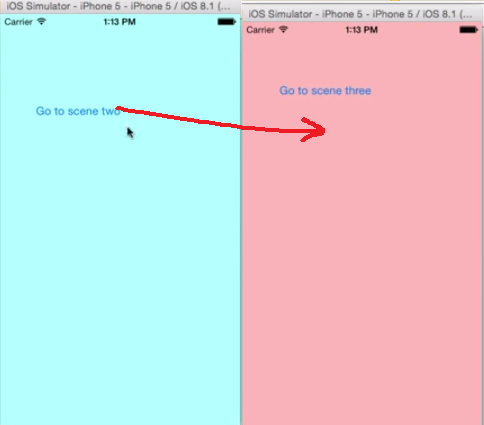 iOS Simulator - iPhone 5 - iPhone 5 / iOS 8.1 (...
Carrier 1:13 PM
Go to scene two
iOS Simulator - iPhone 5 - iPhone 5 / iOS 8.1 (...
Carrier 1:13 PM
Go to scene three